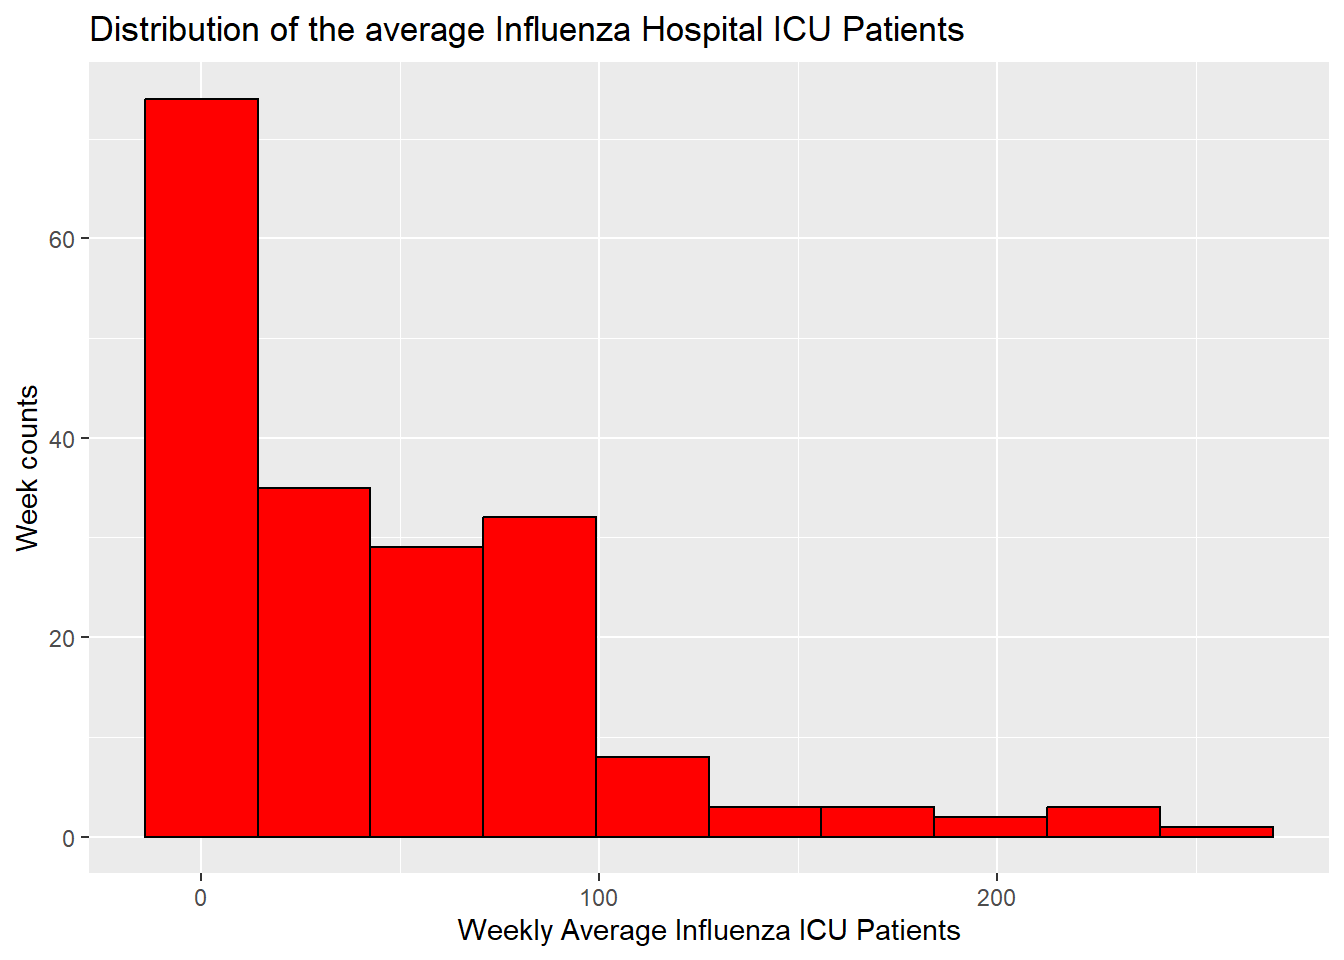 Distribution of the average Influenza Hospital ICU Patients
Week counts
60
40
20
0
0 100 200
Weekly Average Influenza ICU Patients